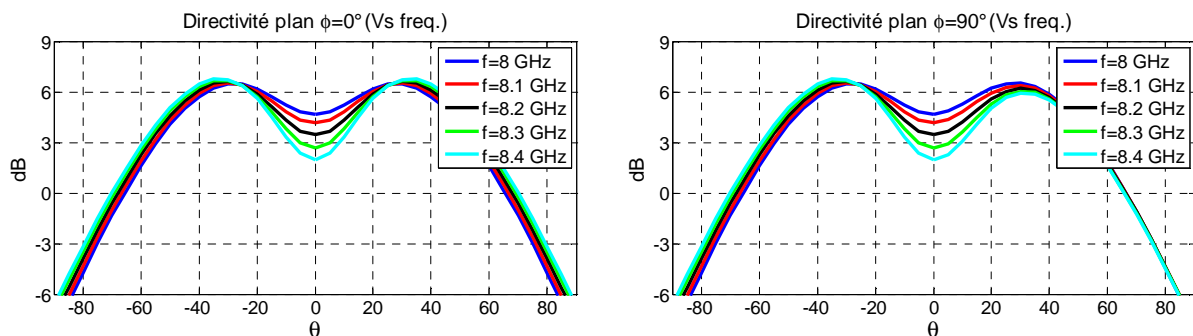 Directivité plan ϕ=0° (Vs freq.)
9
6
3
0
-3
-6
dB
-80 -60 -40 -20 0 20 40 60 80
θ
f=8 GHz
f=8.1 GHz
f=8.2 GHz
f=8.3 GHz
f=8.4 GHz
Directivité plan ϕ=90° (Vs freq.)
9
6
3
0
-3
-6
dB
-80 -60 -40 -20 0 20 40 60 80
θ
f=8 GHz
f=8.1 GHz
f=8.2 GHz
f=8.3 GHz
f=8.4 GHz